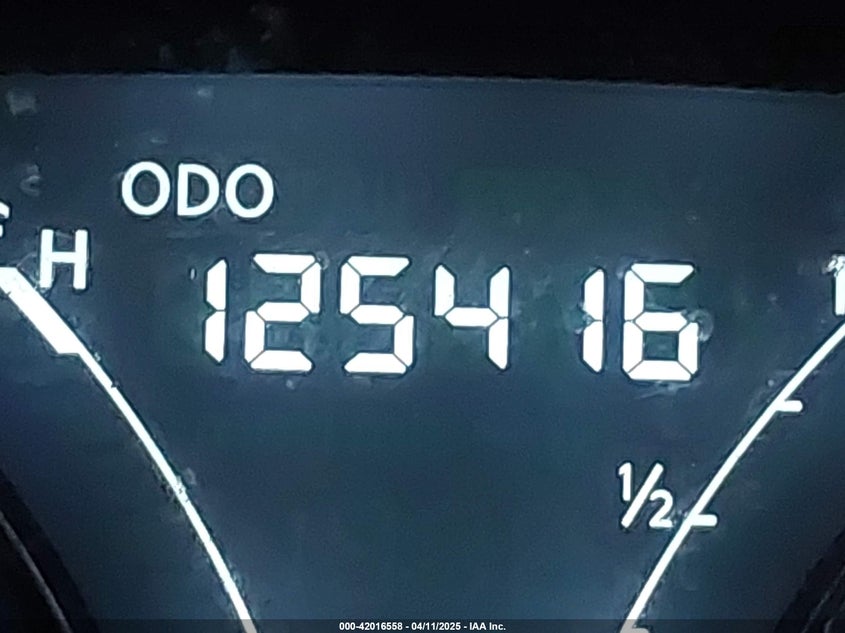 ODO
H
125416
1/2
000-42016558 - 04/11/2025 - IAA Inc.